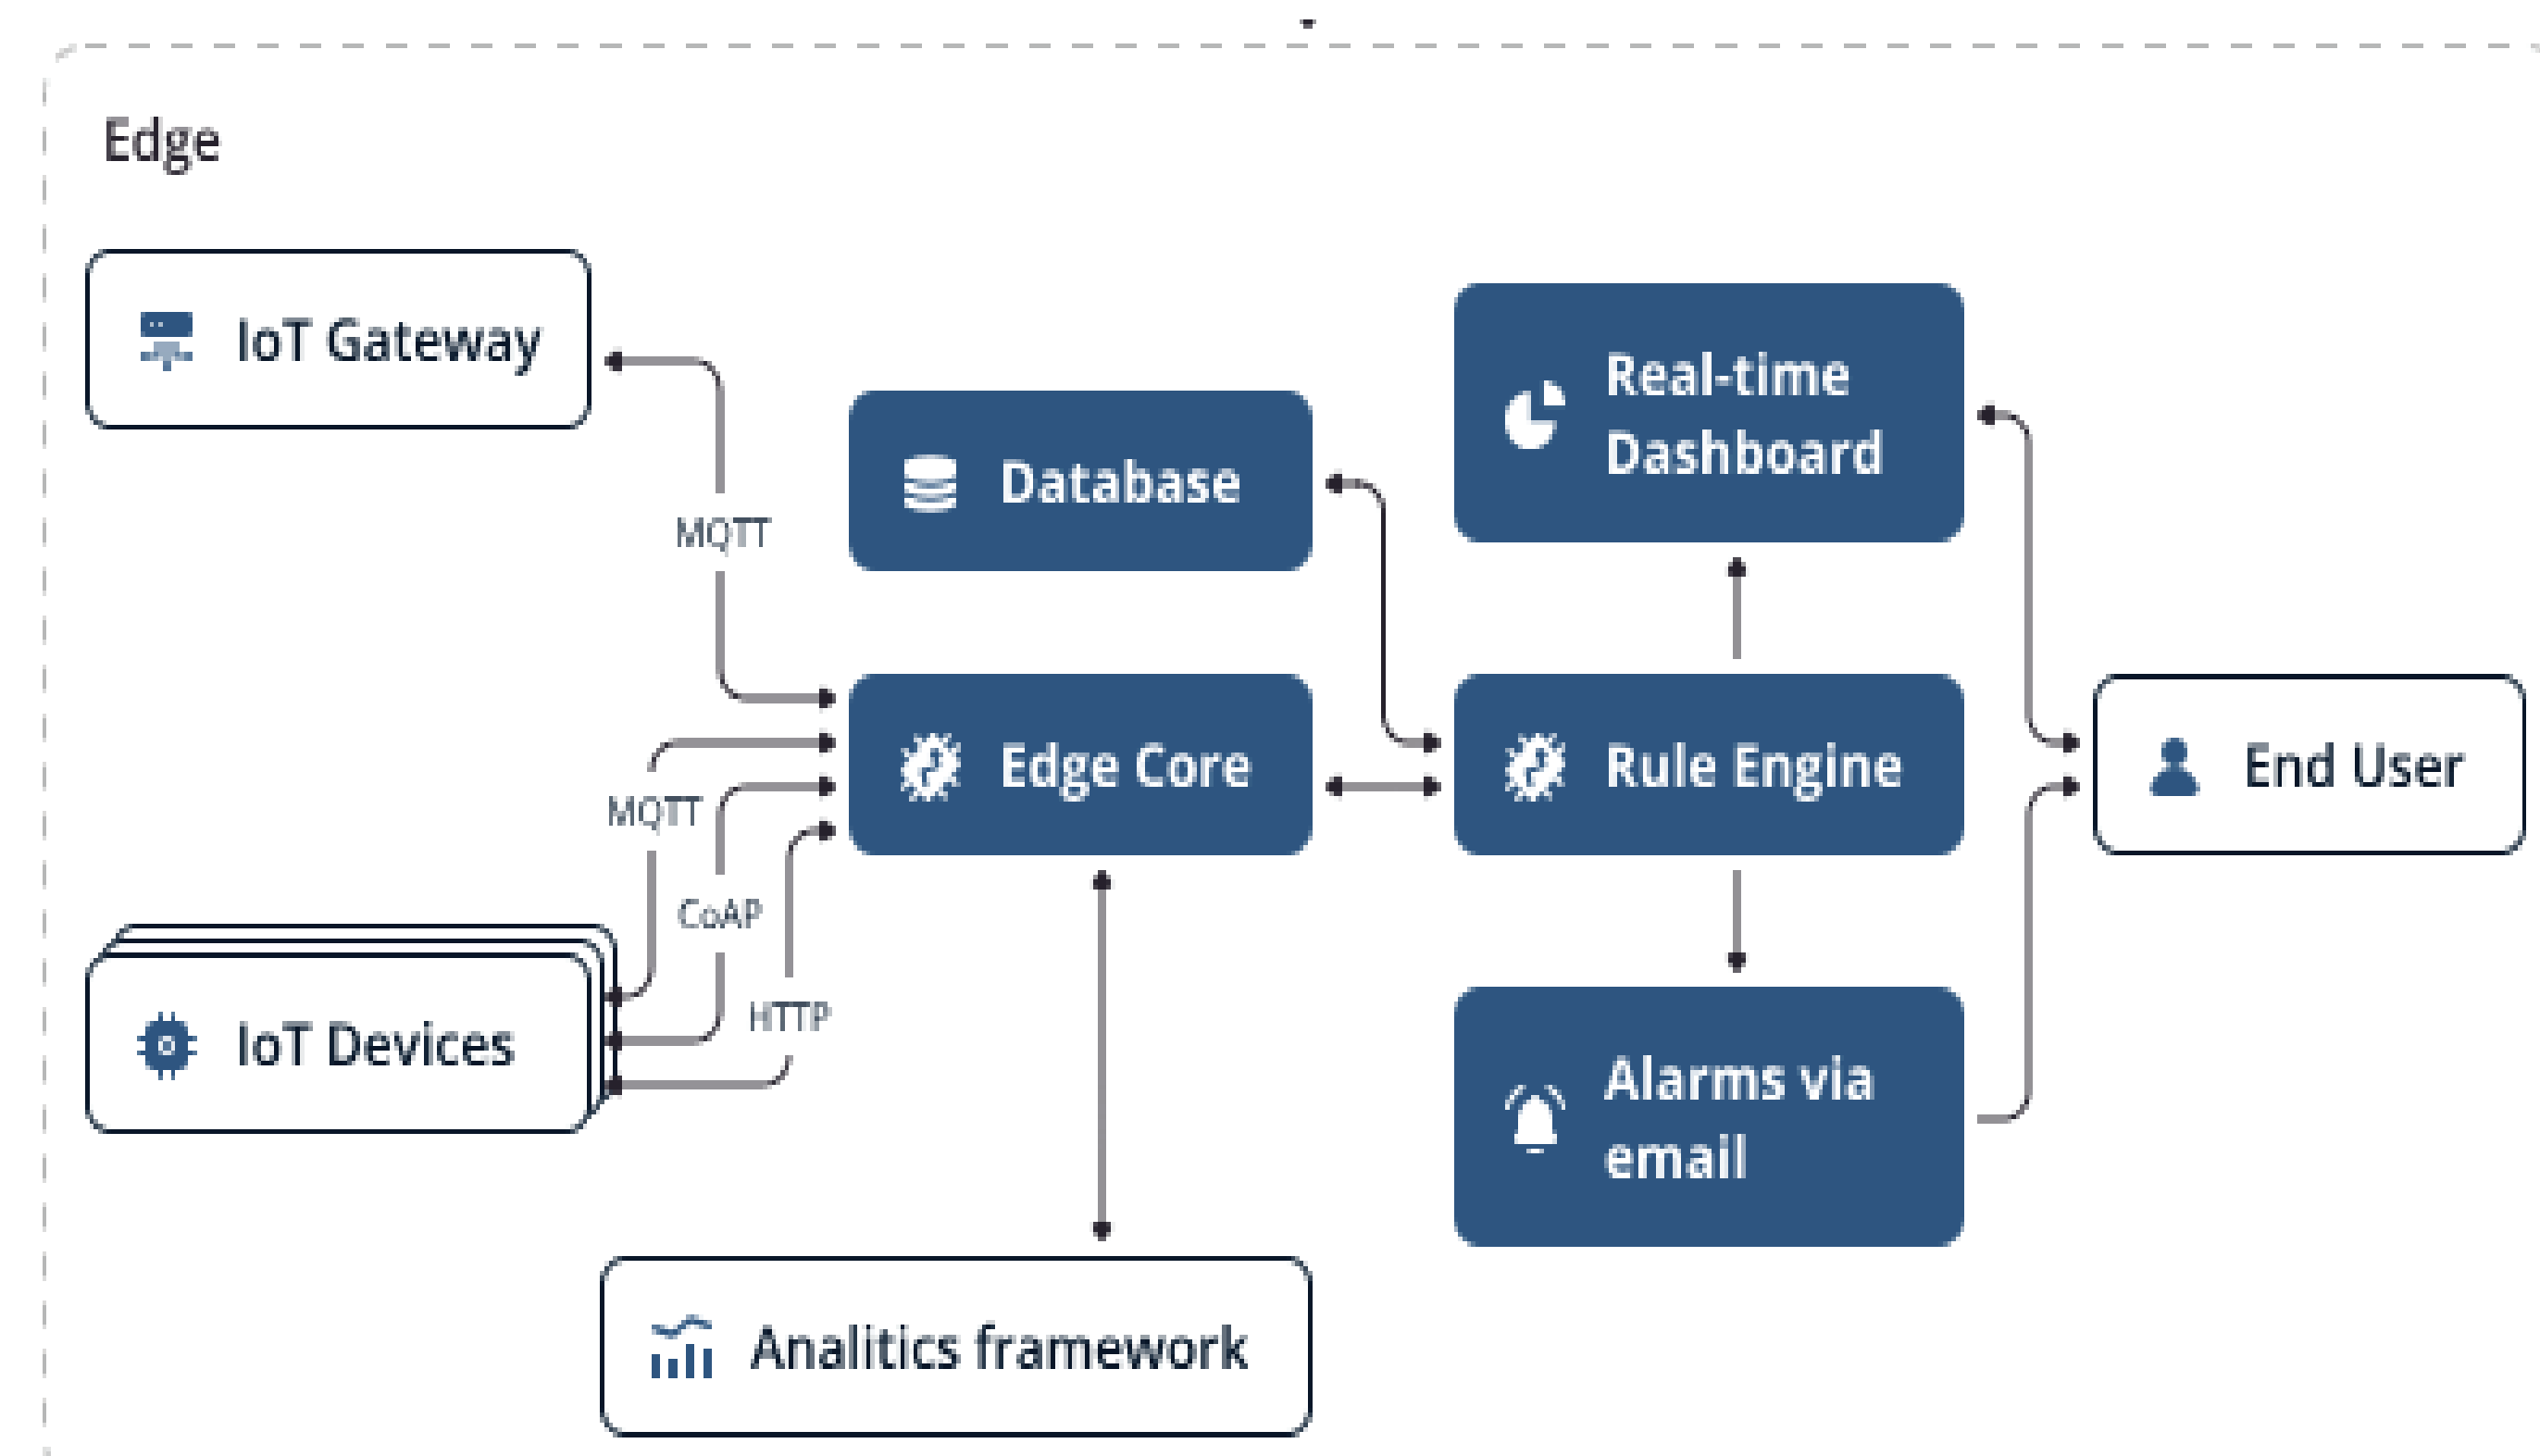 Edge
IoT Gateway
Real-time
Dashboard
Database
MQTT
Edge Core
Rule Engine
End User
MQTT
CoAP
HTTP
IoT Devices
Alarms via
email
Analitics framework